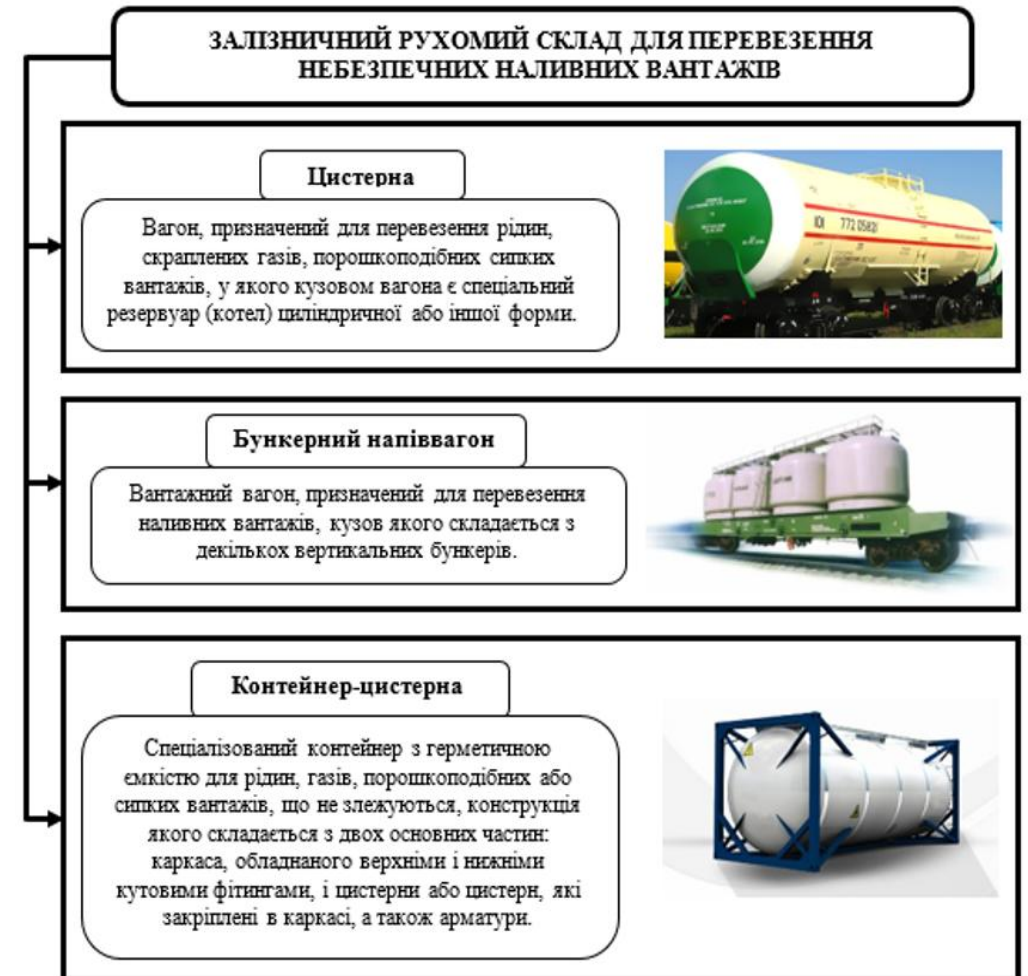 ЗАЛІЗНИЧНИЙ РУХОМИЙ СКЛАД ДЛЯ ПЕРЕВЕЗЕННЯ
НЕБЕЗПЕЧНИХ НАЛИВНИХ ВАНТАЖІВ
Цистерна
Вагон, призначений для перевезення рідин,
скраплених газів, порошкоподібних сипких
вантажів, у якого кузовом вагона є спеціальний
резервуар (котел) циліндричної або іншої форми.
772 05821
Бункерний напіввагон
Вантажний вагон, призначений для перевезення
наливних вантажів, кузов якого складається з
декількох вертикальних бункерів.
Контейнер-цистерна
Спеціалізований контейнер з герметичною
ємкістю для рідин, газів, порошкоподібних або
сипких вантажів, що не злежуються, конструкція
якого складається з двох основних частин:
каркаса, обладнаного верхніми і нижніми
кутовими фітингами, і цистерни або цистерн, які
закріплені в каркасі, а також арматури.